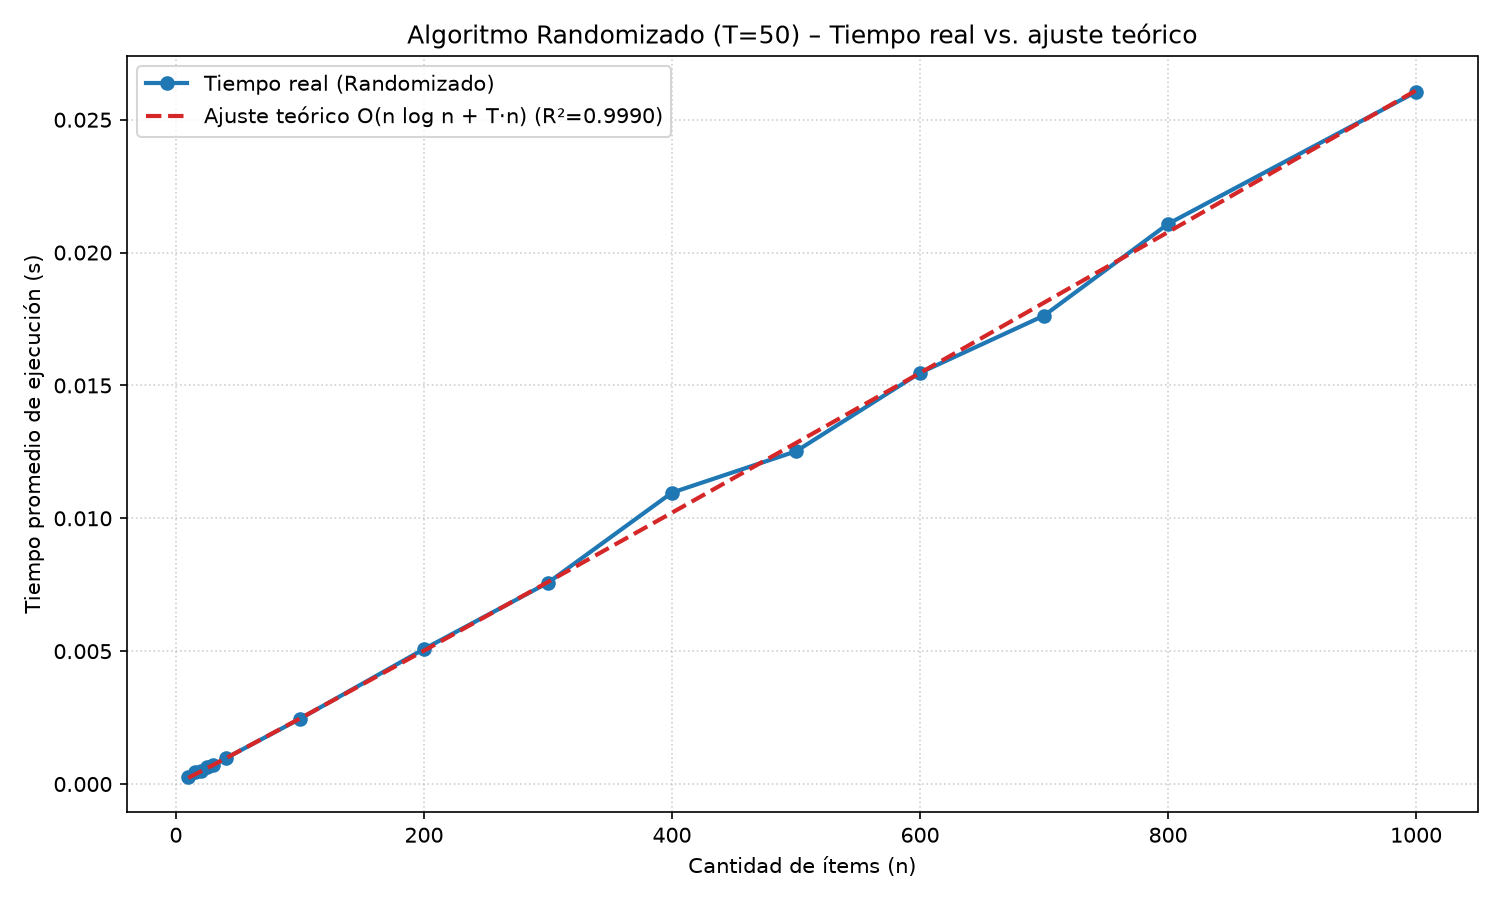 Algoritmo Randomizado (T=50) – Tiempo real vs. ajuste teórico
Tiempo real (Randomizado)
Ajuste teórico O(n log n + T·n) (R²=0.9990)
Tiempo promedio de ejecución (s)
0.025
0.020
0.015
0.010
0.005
0.000
0 200 400 600 800 1000
Cantidad de ítems (n)